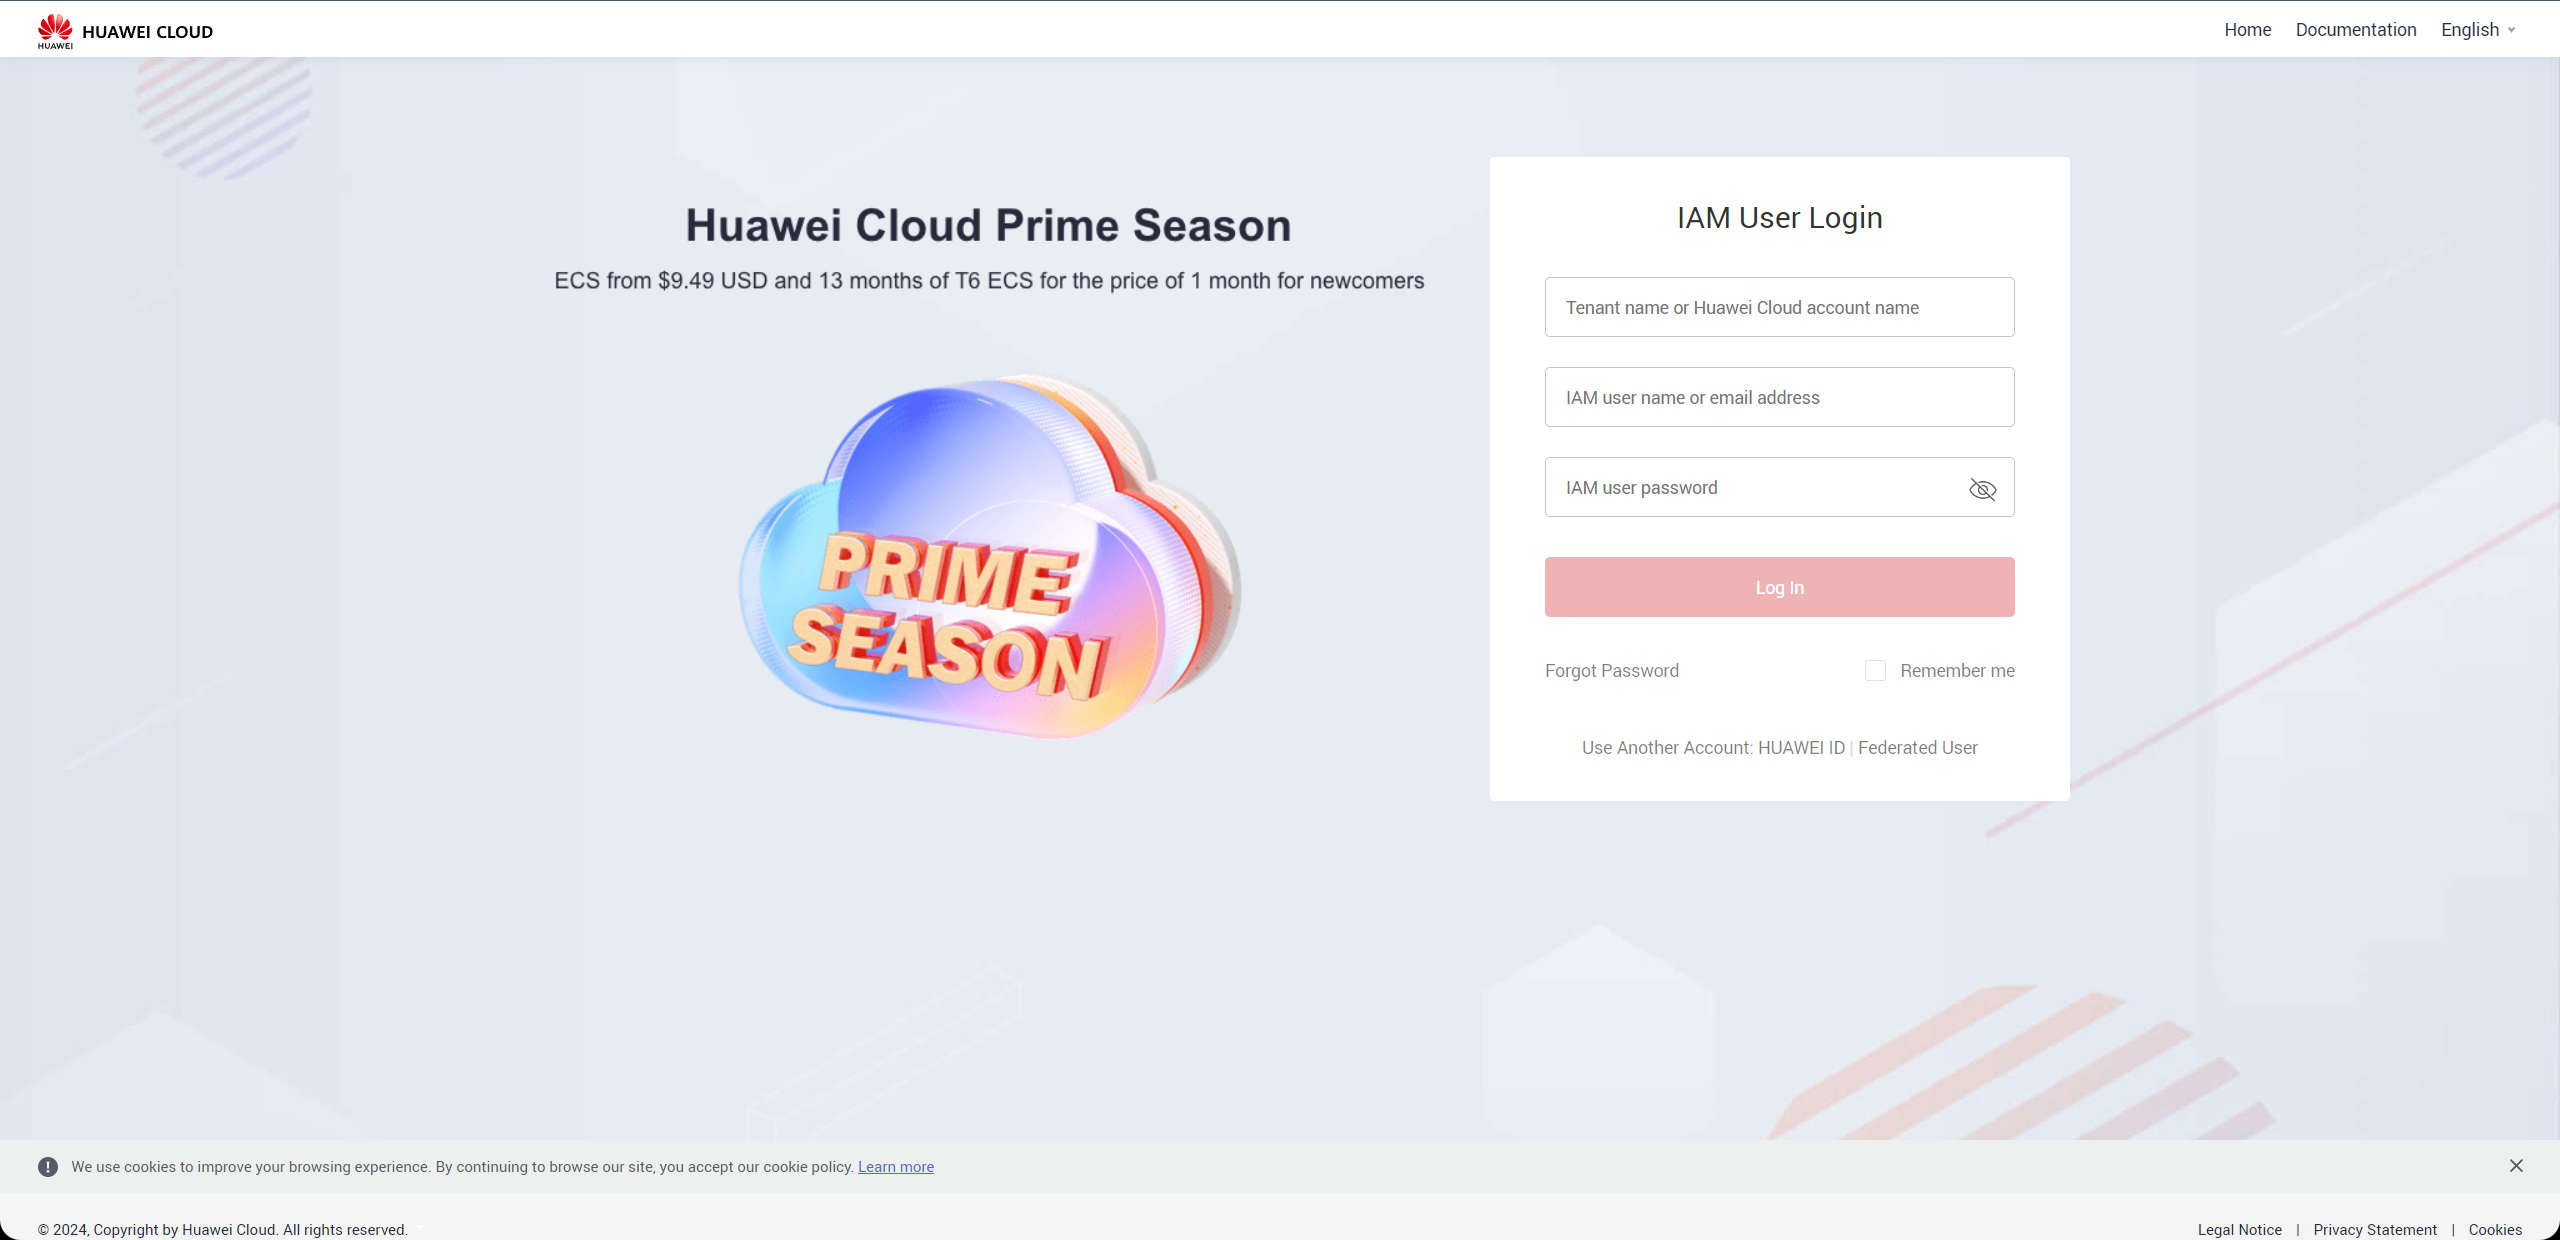 HUAWEI
HUAWEI CLOUD
Home
Documentation
English
Huawei Cloud Prime Season
ECS from $9.49 USD and 13 months of T6 ECS for the price of 1 month for newcomers
PRIME
SEASON
IAM User Login
Tenant name or Huawei Cloud account name
IAM user name or email address
IAM user password
Log In
Forgot Password
Remember me
Use Another Account: HUAWEI ID | Federated User
We use cookies to improve your browsing experience. By continuing to browse our site, you accept our cookie policy. Learn more
© 2024, Copyright by Huawei Cloud. All rights reserved.
Legal Notice | Privacy Statement | Cookies